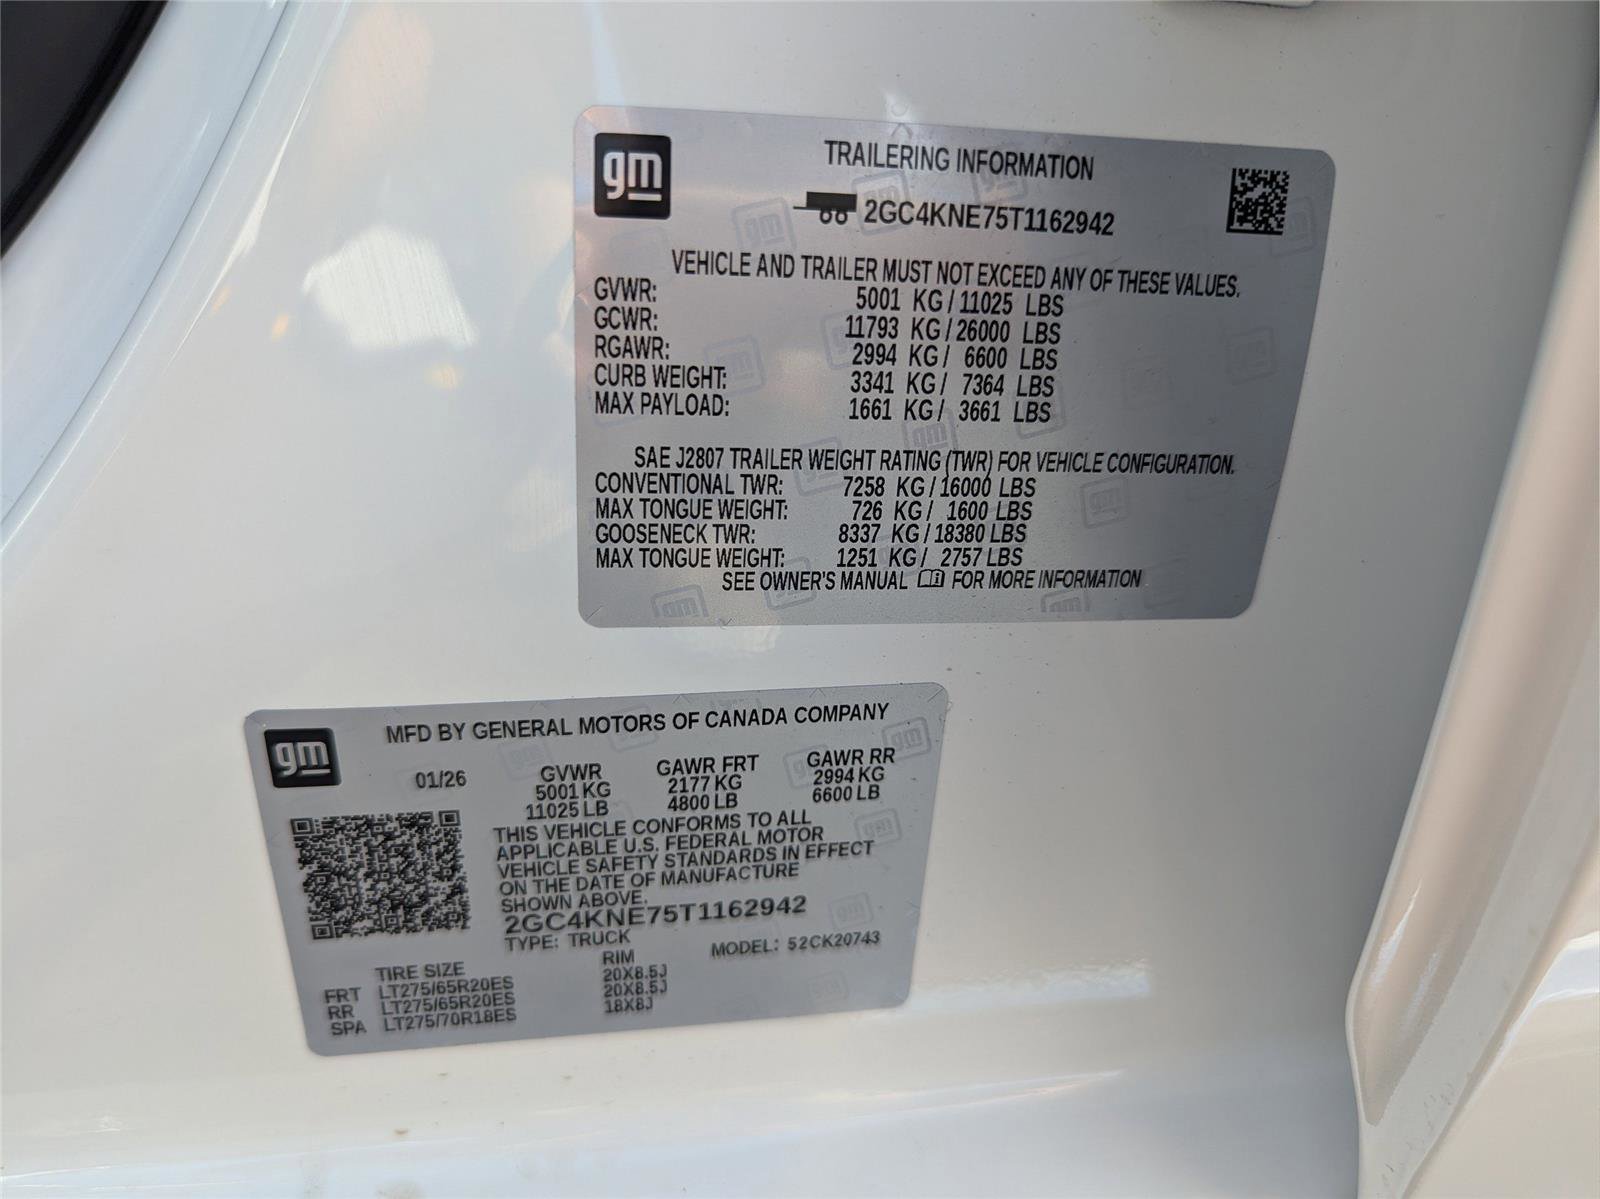 gm
TRAILERING INFORMATION
2GC4KNE75T1162942
VEHICLE AND TRAILER MUST NOT EXCEED ANY OF THESE VALUES.
GVWR: 5001 KG / 11025 LBS
GCWR: 11793 KG / 26000 LBS
RGAWR: 2994 KG / 6600 LBS
CURB WEIGHT: 3341 KG / 7364 LBS
MAX PAYLOAD: 1661 KG / 3661 LBS
SAE J2807 TRAILER WEIGHT RATING (TWR) FOR VEHICLE CONFIGURATION.
CONVENTIONAL TWR: 7258 KG / 16000 LBS
MAX TONGUE WEIGHT: 726 KG / 1600 LBS
GOOSENECK TWR: 8337 KG / 18380 LBS
MAX TONGUE WEIGHT: 1251 KG / 2757 LBS
SEE OWNER'S MANUAL FOR MORE INFORMATION
gm
MFD BY GENERAL MOTORS OF CANADA COMPANY
01/26 GVWR GAWR FRT GAWR RR
5001 KG 2177 KG 2994 KG
11025 LB 4800 LB 6600 LB
THIS VEHICLE CONFORMS TO ALL
APPLICABLE U.S. FEDERAL MOTOR
VEHICLE SAFETY STANDARDS IN EFFECT
ON THE DATE OF MANUFACTURE
SHOWN ABOVE.
2GC4KNE75T1162942
TYPE: TRUCK MODEL: 52CK20743
TIRE SIZE RIM
FRT LT275/65R20ES 20X8.5J
RR LT275/65R20ES 20X8.5J
SPA LT275/70R18ES 18X8J